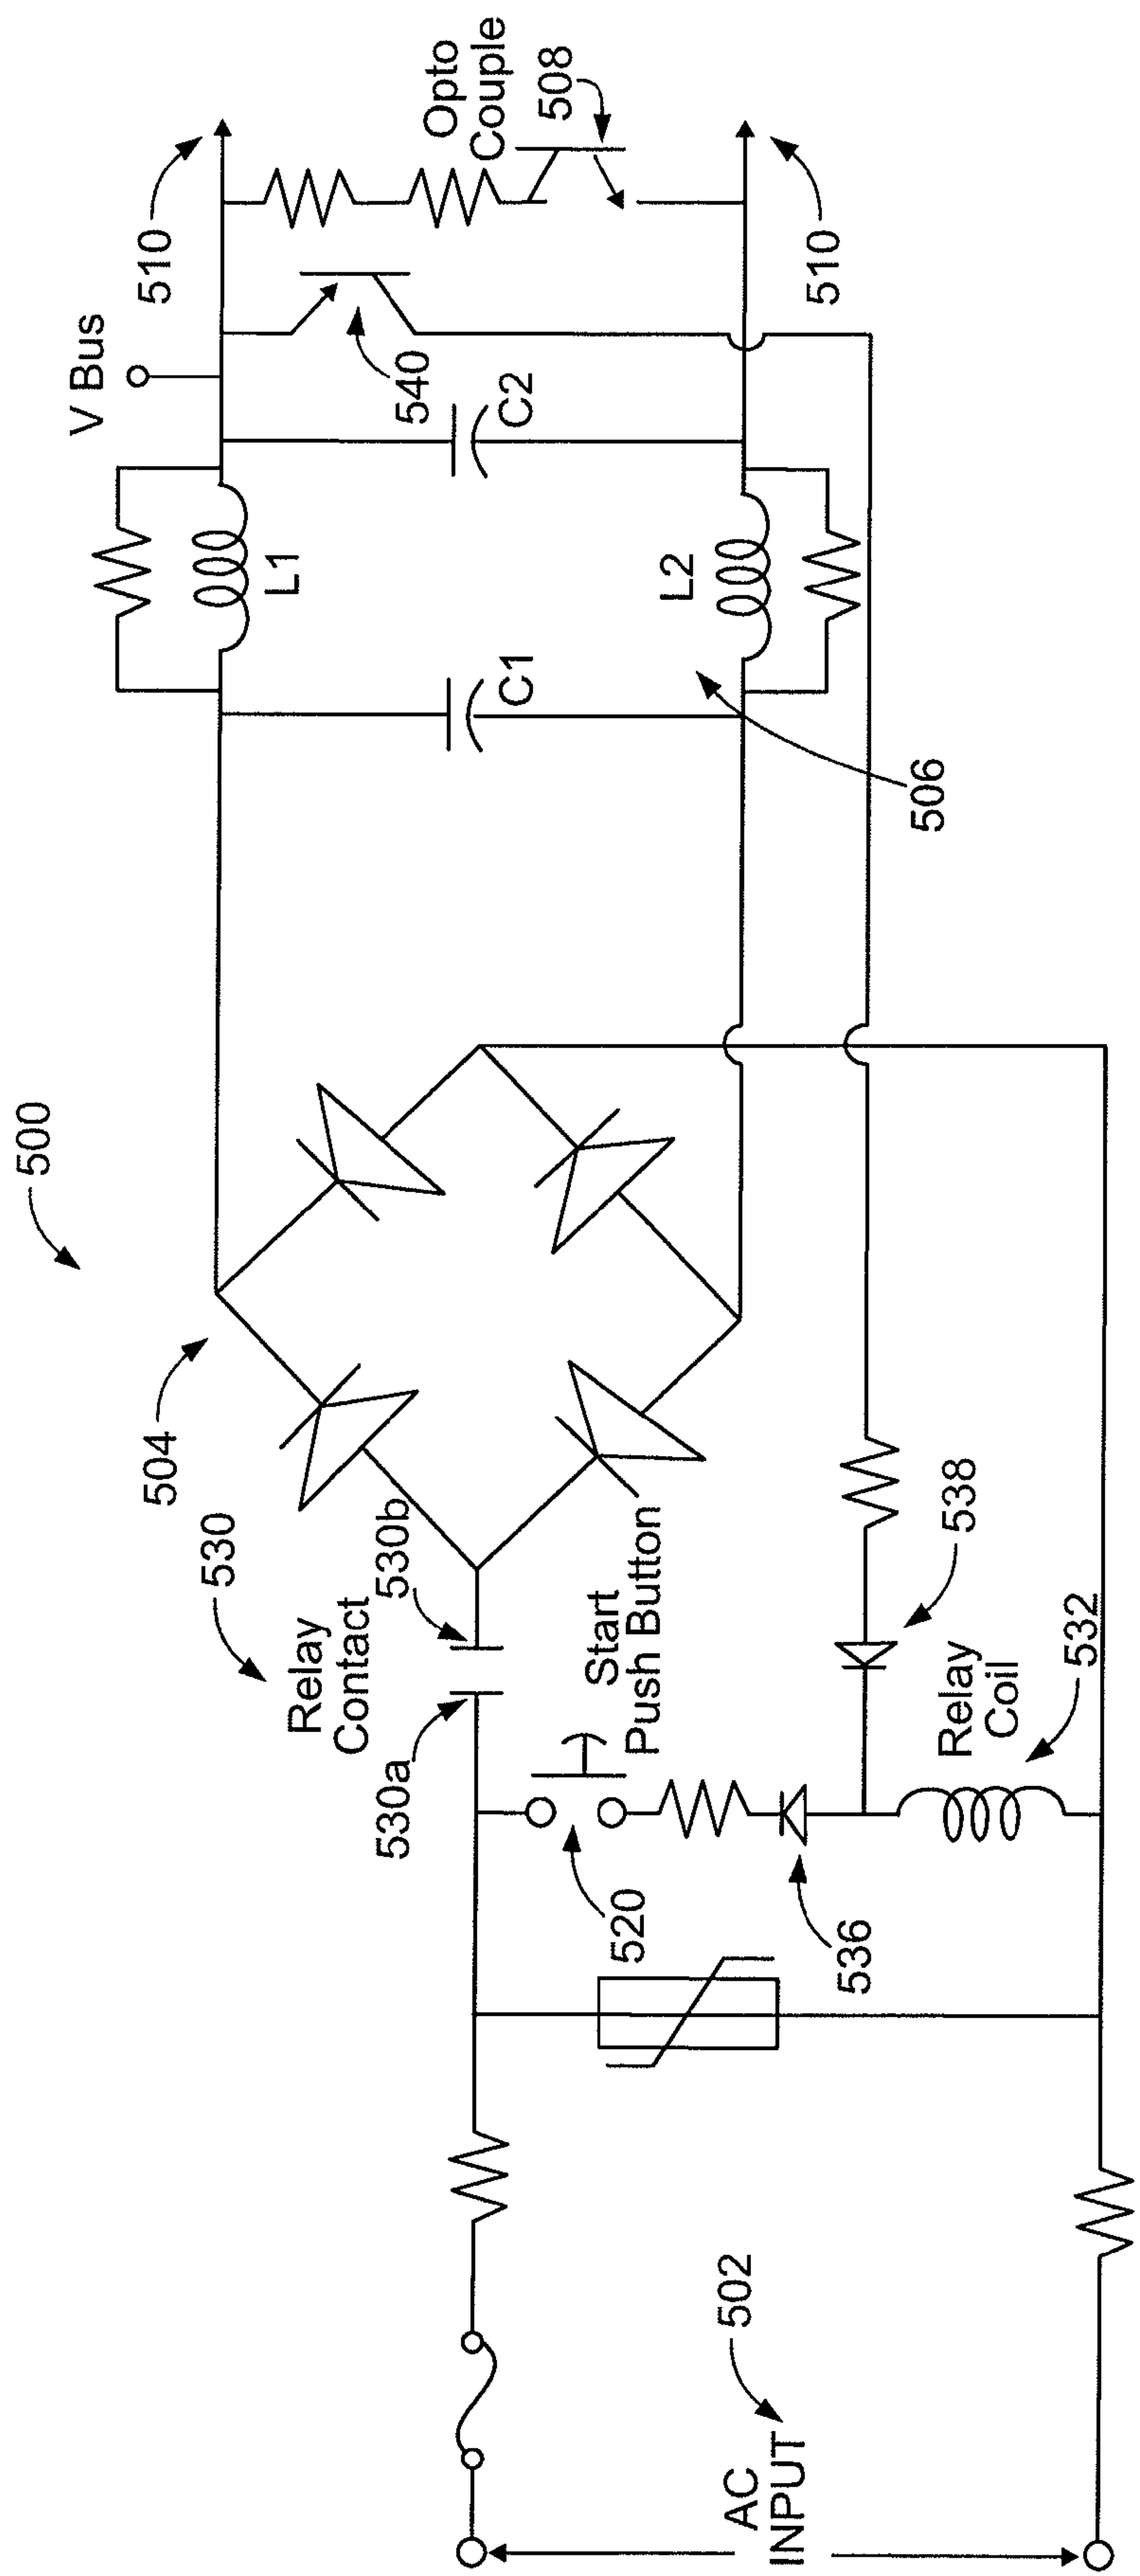 500
V Bus
510
Opto
Couple
508
540
C2
L1
C1
L2
510
506
504
530
Relay
Contact
530b
530a
Start
Push Button
520
536
538
Relay
Coil
532
502
AC
INPUT